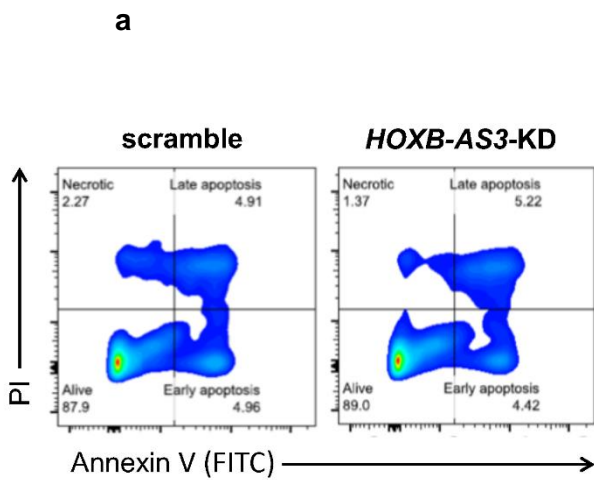 a
scramble
HOXB-AS3-KD
Necrotic
2.27
Late apoptosis
4.91
Necrotic
1.37
Late apoptosis
5.22
PI
Alive
87.9
Early apoptosis
4.96
Alive
89.0
Early apoptosis
4.42
Annexin V (FITC)